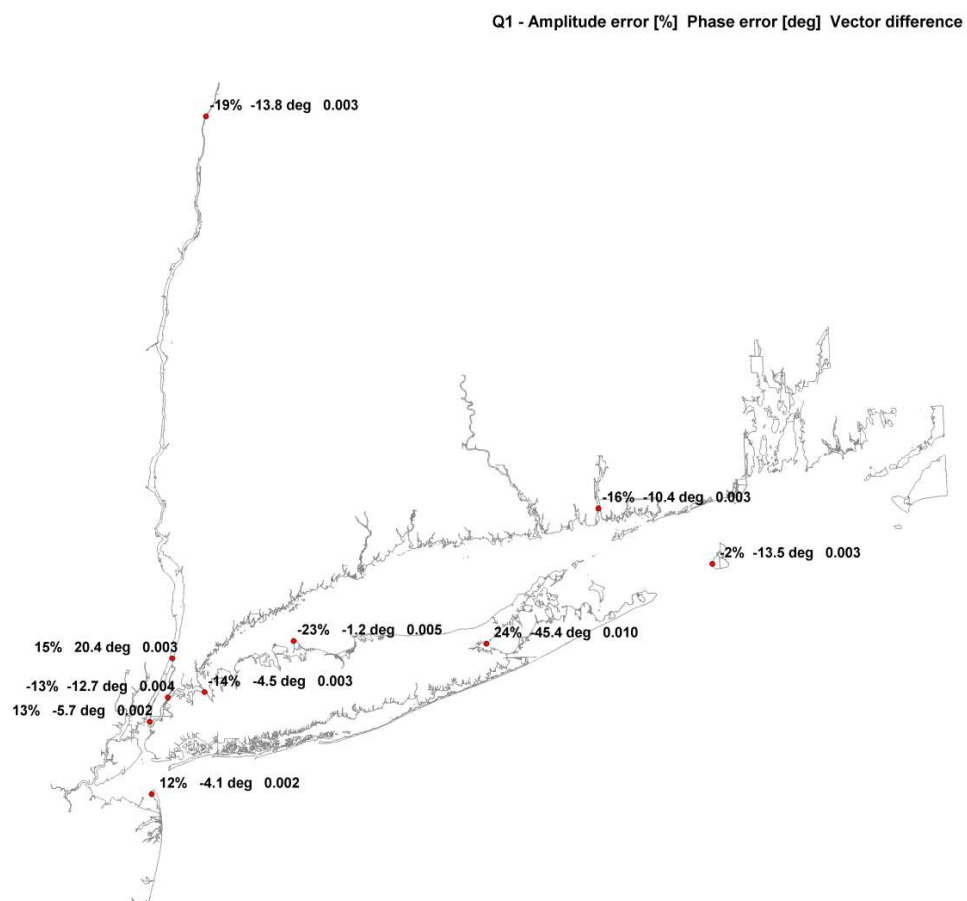 Q1 - Amplitude error [%] Phase error [deg] Vector difference
-19% -13.8 deg 0.003
-16% -10.4 deg 0.003
-2% -13.5 deg 0.003
-23% -1.2 deg 0.005
24% -45.4 deg 0.010
15% 20.4 deg 0.003
-14% -4.5 deg 0.003
-13% -12.7 deg 0.004
13% -5.7 deg 0.002
12% -4.1 deg 0.002